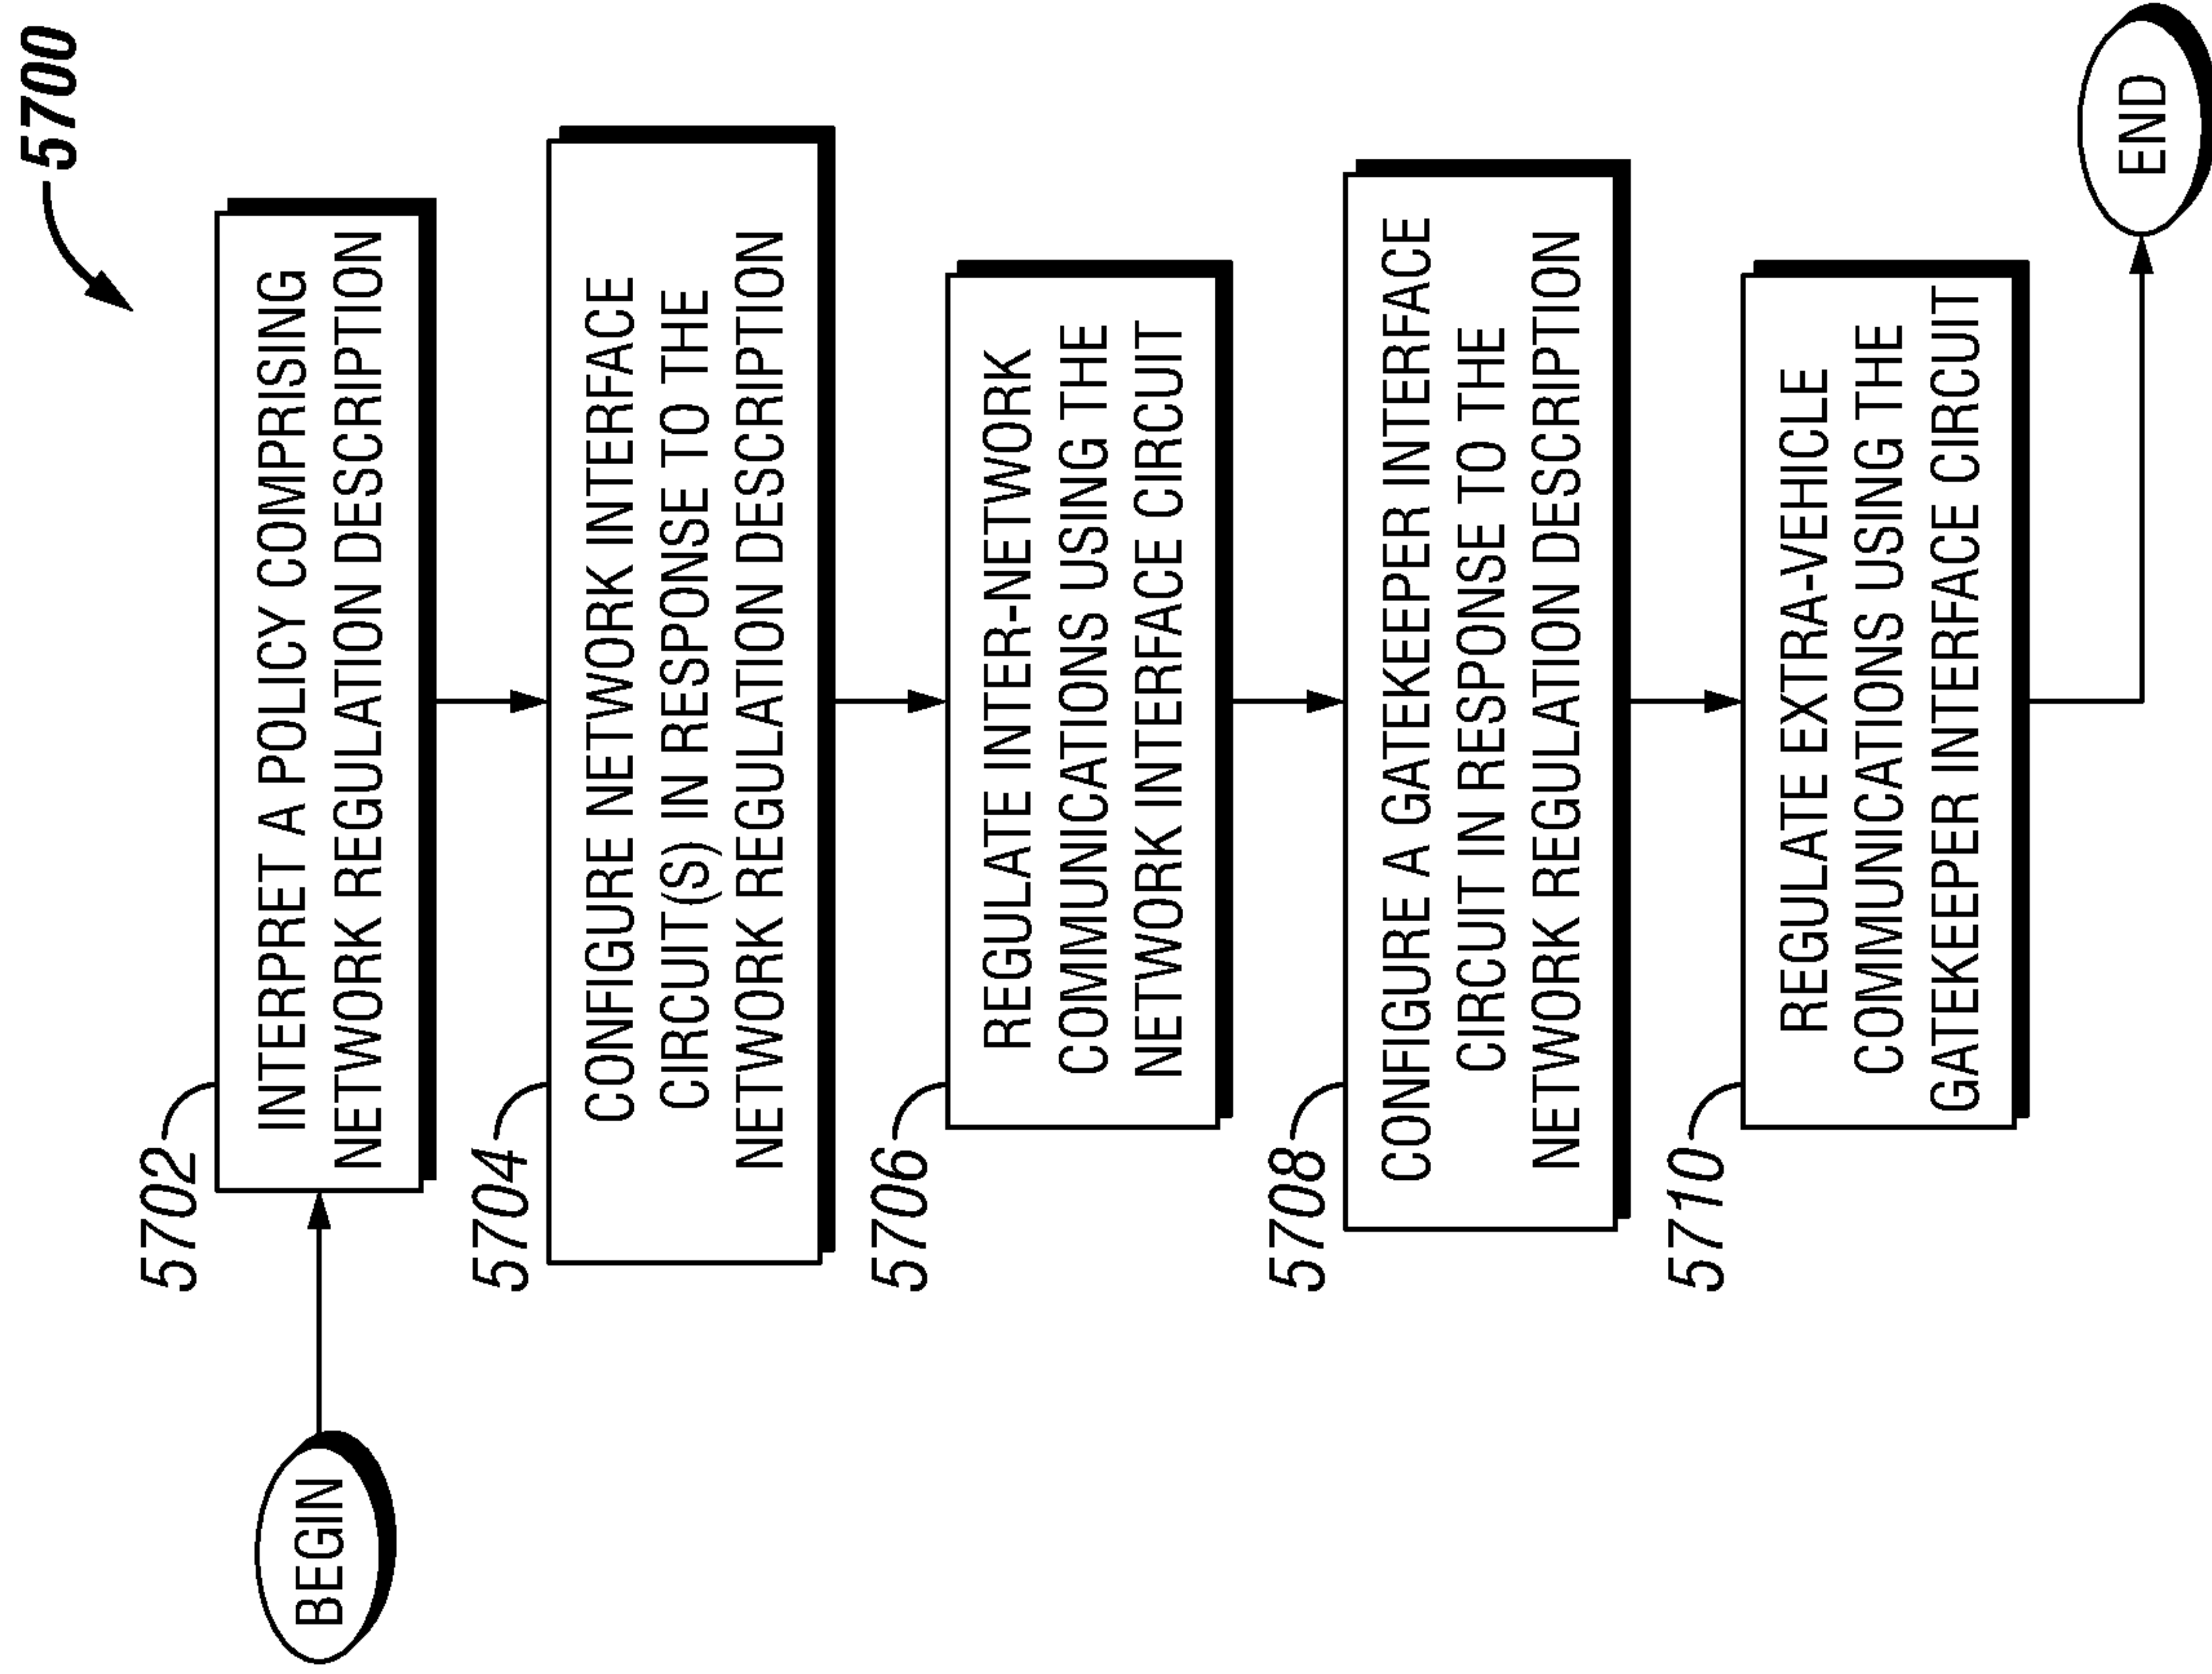 5700
BEGIN
5702
INTERPRET A POLICY COMPRISING
NETWORK REGULATION DESCRIPTION
5704
CONFIGURE NETWORK INTERFACE
CIRCUIT(S) IN RESPONSE TO THE
NETWORK REGULATION DESCRIPTION
5706
REGULATE INTER-NETWORK
COMMUNICATIONS USING THE
NETWORK INTERFACE CIRCUIT
5708
CONFIGURE A GATEKEEPER INTERFACE
CIRCUIT IN RESPONSE TO THE
NETWORK REGULATION DESCRIPTION
5710
REGULATE EXTRA-VEHICLE
COMMUNICATIONS USING THE
GATEKEEPER INTERFACE CIRCUIT
END